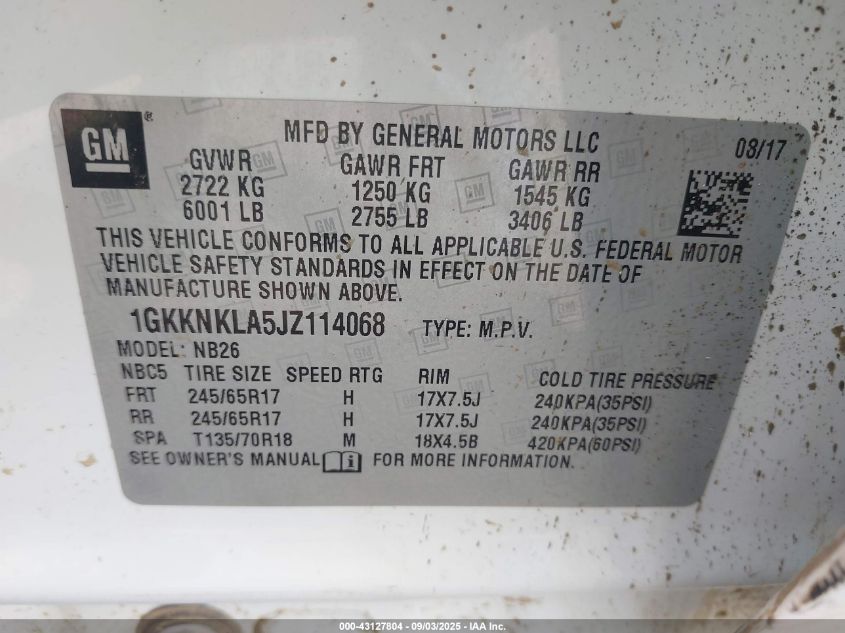 GM ® MFD BY GENERAL MOTORS LLC 08/17
GVWR GAWR FRT GAWR RR
2722 KG 1250 KG 1545 KG
6001 LB 2755 LB 3406 LB
THIS VEHICLE CONFORMS TO ALL APPLICABLE U.S. FEDERAL MOTOR
VEHICLE SAFETY STANDARDS IN EFFECT ON THE DATE OF
MANUFACTURE SHOWN ABOVE.
1GKKNKLA5JZ114068 TYPE: M.P.V.
MODEL: NB26
NBC5 TIRE SIZE SPEED RTG RIM COLD TIRE PRESSURE
FRT 245/65R17 H 17X7.5J 240KPA(35PSI)
RR 245/65R17 H 17X7.5J 240KPA(35PSI)
SPA T135/70R18 M 18X4.5B 420KPA(60PSI)
SEE OWNER'S MANUAL FOR MORE INFORMATION.
000-43127804 - 09/03/2025 - IAA Inc.